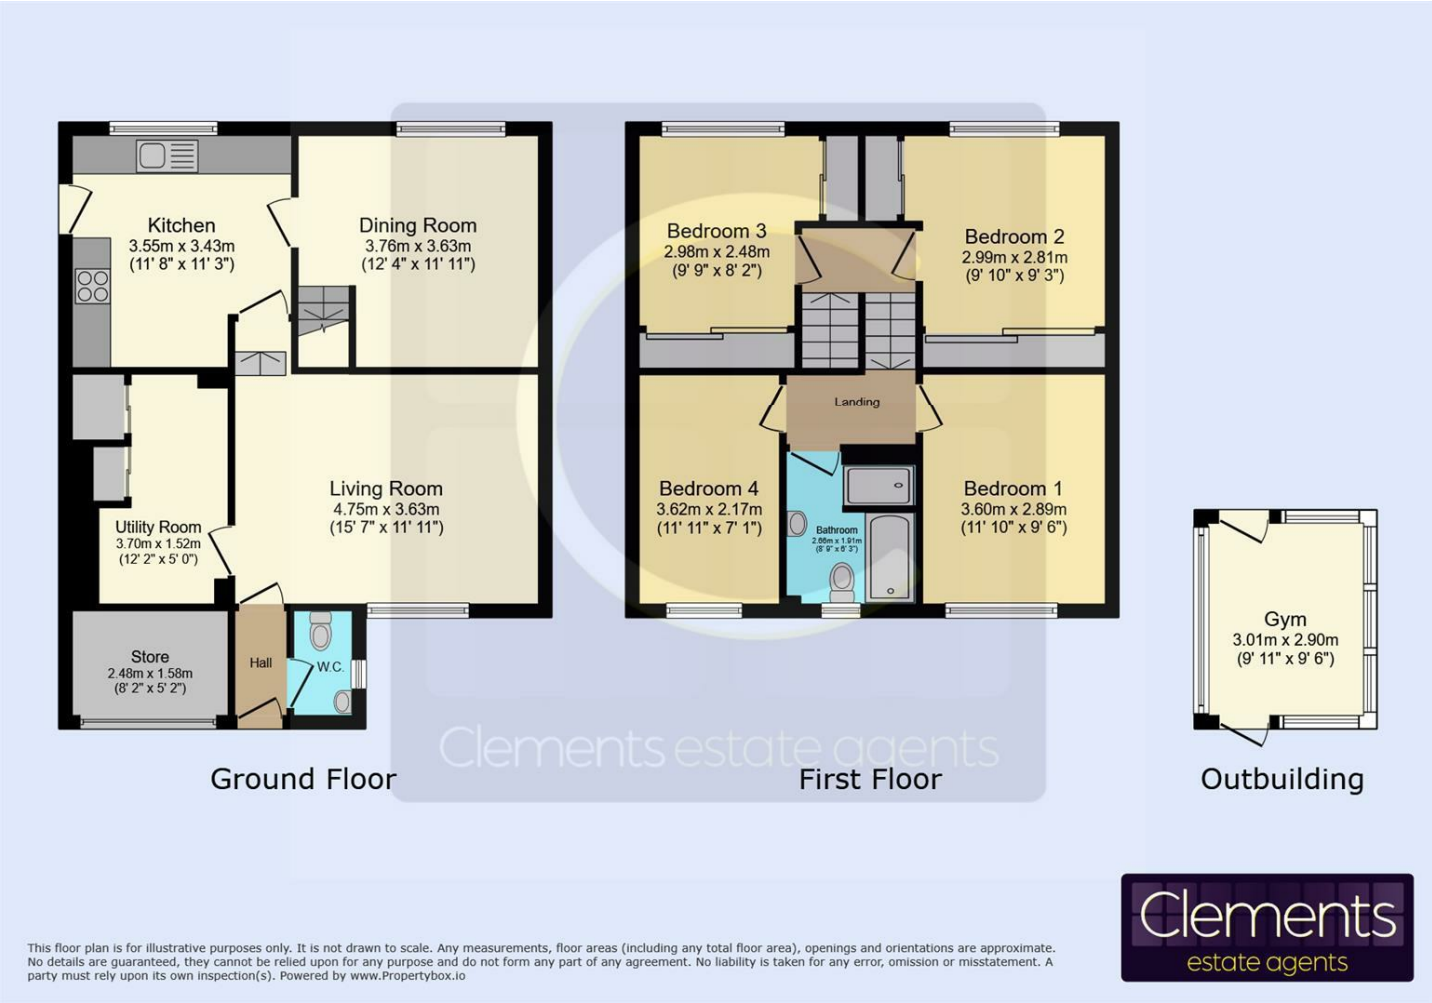 Kitchen
3.55m x 3.43m
(11' 8" x 11' 3")
Dining Room
3.76m x 3.63m
(12' 4" x 11' 11")
Living Room
4.75m x 3.63m
(15' 7" x 11' 11")
Utility Room
3.70m x 1.52m
(12' 2" x 5' 0")
Store
2.48m x 1.58m
(8' 2" x 5' 2")
Hall
W.C.
Ground Floor
Bedroom 3
2.98m x 2.48m
(9' 9" x 8' 2")
Bedroom 2
2.99m x 2.81m
(9' 10" x 9' 3")
Landing
Bedroom 4
3.62m x 2.17m
(11' 11" x 7' 1")
Bathroom
2.66m x 1.91m
(8' 9" x 6' 3")
Bedroom 1
3.60m x 2.89m
(11' 10" x 9' 6")
First Floor
Gym
3.01m x 2.90m
(9' 11" x 9' 6")
Outbuilding
Clements estate agents
Clements
estate agents
This floor plan is for illustrative purposes only. It is not drawn to scale. Any measurements, floor areas (including any total floor area), openings and orientations are approximate.
No details are guaranteed, they cannot be relied upon for any purpose and do not form any part of any agreement. No liability is taken for any error, omission or misstatement. A
party must rely upon its own inspection(s). Powered by www.Propertybox.io